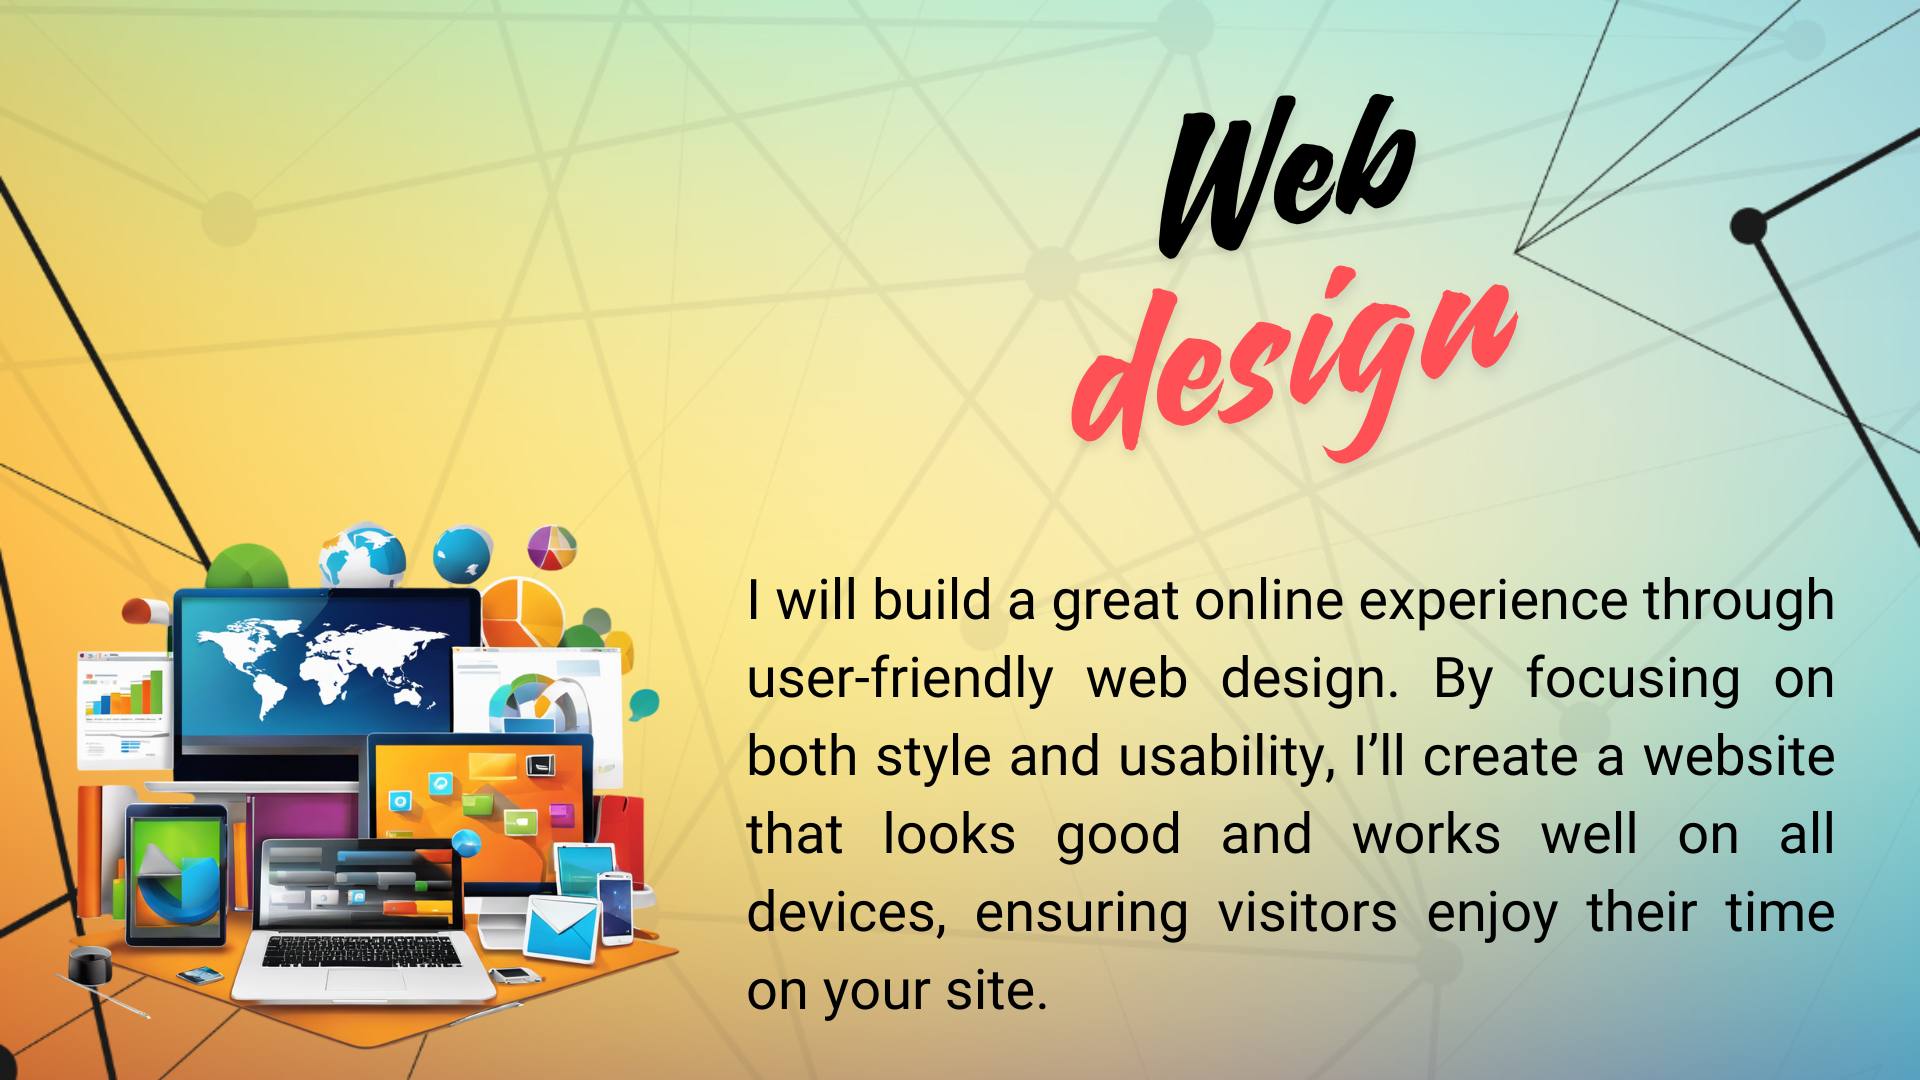 Web
design
I will build a great online experience through
user-friendly web design. By focusing on
both style and usability, I’ll create a website
that looks good and works well on all
devices, ensuring visitors enjoy their time
on your site.